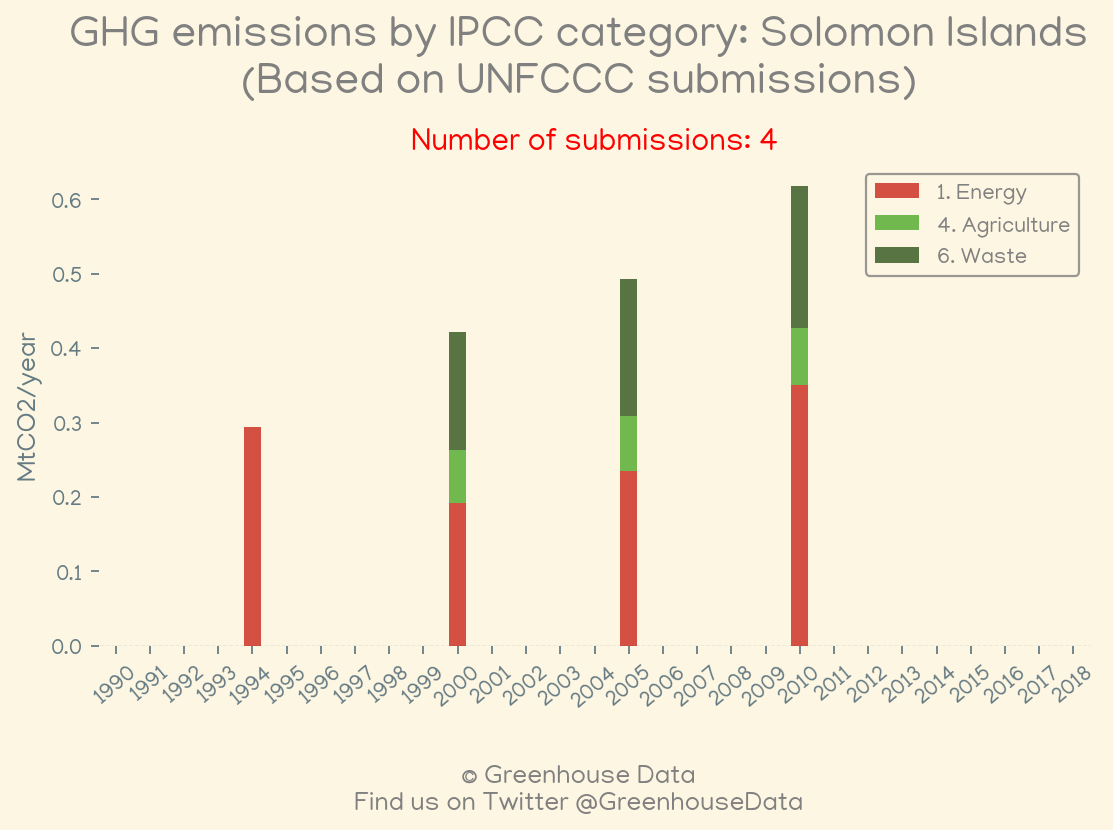 GHG emissions by IPCC category: Solomon Islands
(Based on UNFCCC submissions)
Number of submissions: 4
1. Energy
4. Agriculture
6. Waste
MtCO2/year
0.6
0.5
0.4
0.3
0.2
0.1
0.0
1990 1991 1992 1993 1994 1995 1996 1997 1998 1999 2000 2001 2002 2003 2004 2005 2006 2007 2008 2009 2010 2011 2012 2013 2014 2015 2016 2017 2018
© Greenhouse Data
Find us on Twitter @GreenhouseData